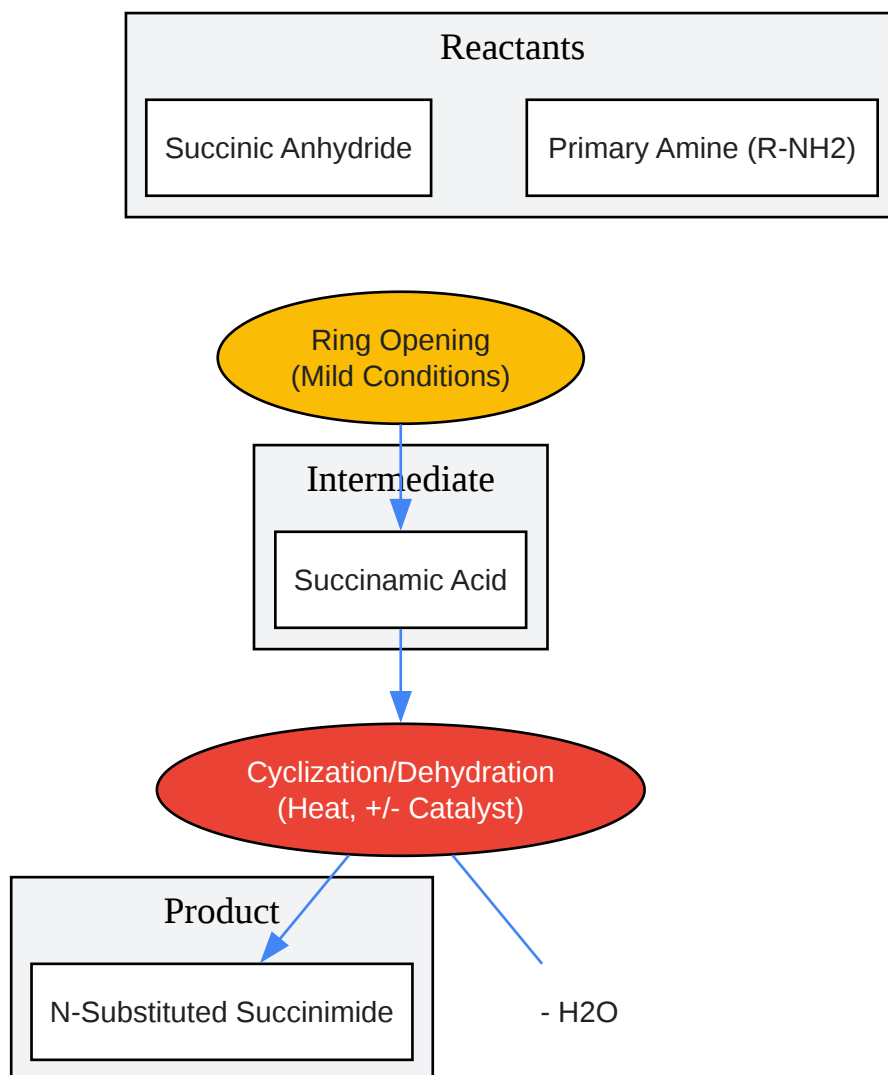 Reactants
Succinic Anhydride
Primary Amine (R-NH2)
Ring Opening
(Mild Conditions)
Intermediate
Succinamic Acid
Cyclization/Dehydration
(Heat, +/- Catalyst)
Product
N-Substituted Succinimide
- H2O